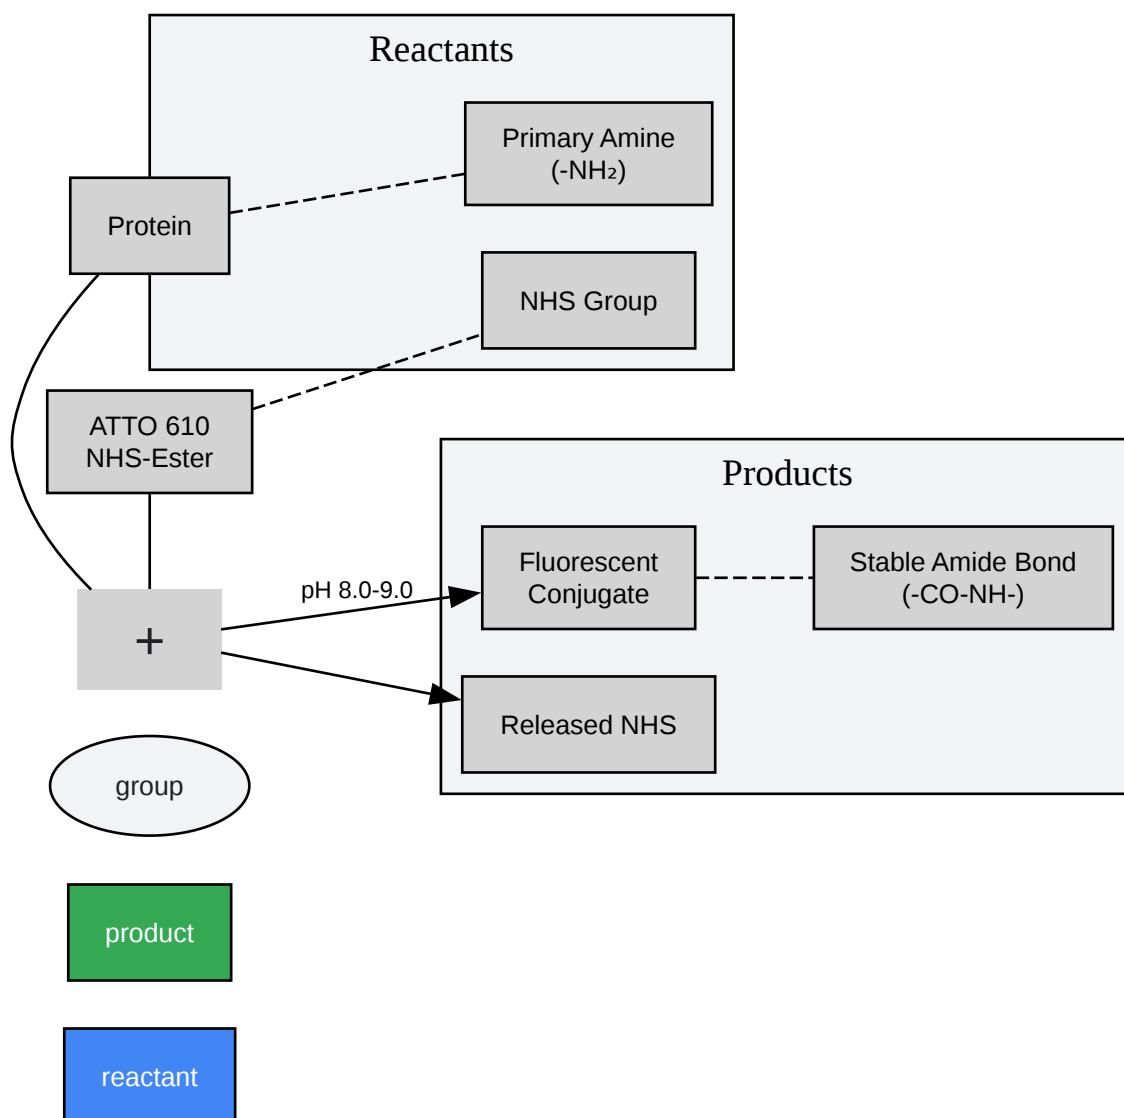 Reactants
Primary Amine
(-NH₂)
Protein
NHS Group
ATTO 610
NHS-Ester
Products
Fluorescent
Conjugate
Stable Amide Bond
(-CO-NH-)
pH 8.0-9.0
+
Released NHS
group
product
reactant